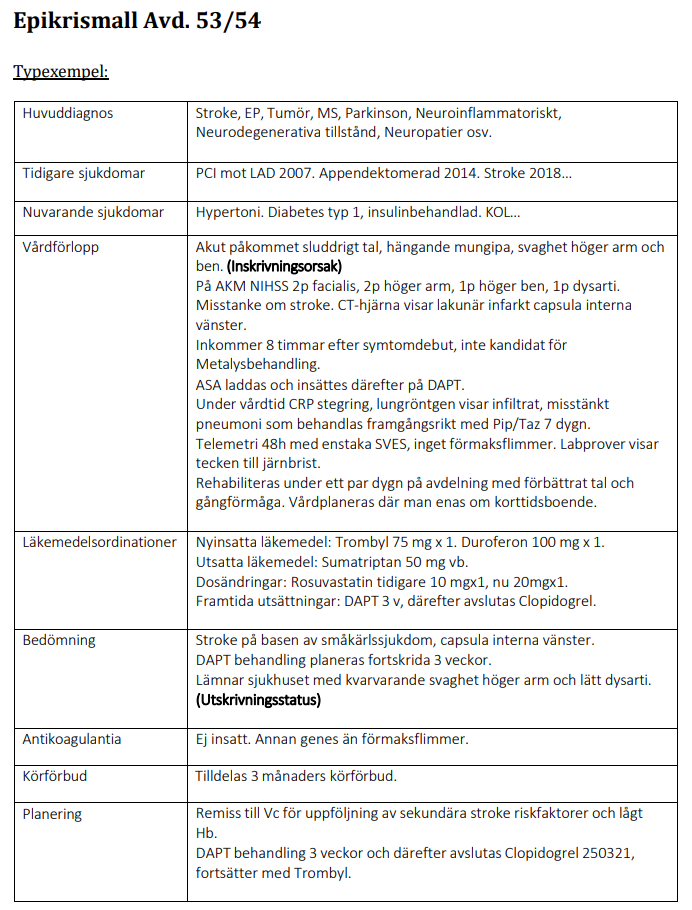 Epikrismall Avd. 53/54
Typexempel:
Huvuddiagnos
Stroke, EP, Tumör, MS, Parkinson, Neuroinflammatoriskt,
Neurodegenerativa tillstånd, Neuropatier osv.
Tidigare sjukdomar
PCI mot LAD 2007. Appendektomerad 2014. Stroke 2018...
Nuvarande sjukdomar
Hypertoni. Diabetes typ 1, insulinbehandlad. KOL...
Vårdförlopp
Akut påkommet sluddrigt tal, hängande mungipa, svaghet höger arm och
ben. (Inskrivningsorsak)
På AKM NIHSS 2p facialis, 2p höger arm, 1p höger ben, 1p dysarti.
Misstanke om stroke. CT-hjärna visar lakunär infarkt capsula interna
vänster.
Inkommer 8 timmar efter symtomdebut, inte kandidat för
Metalysbehandling.
ASA laddas och insättes därefter på DAPT.
Under vårdtid CRP stegring, lungröntgen visar infiltrat, misstänkt
pneumoni som behandlas framgångsrikt med Pip/Taz 7 dygn.
Telemetri 48h med enstaka SVES, inget förmaksflimmer. Labprover visar
tecken till järnbrist.
Rehabiliteras under ett par dygn på avdelning med förbättrat tal och
gångförmåga. Vårdplaneras där man enas om korttidsboende.
Läkemedelsordinationer
Nyinsatta läkemedel: Trombyl 75 mg x 1. Duroferon 100 mg x 1.
Utsatta läkemedel: Sumatriptan 50 mg vb.
Dosändringar: Rosuvastatin tidigare 10 mgx1, nu 20mgx1.
Framtida utsättningar: DAPT 3 v, därefter avslutas Clopidogrel.
Bedömning
Stroke på basen av småkärlssjukdom, capsula interna vänster.
DAPT behandling planeras fortskrida 3 veckor.
Lämnar sjukhuset med kvarvarande svaghet höger arm och lätt dysarti.
(Utskrivningsstatus)
Antikoagulantia
Ej insatt. Annan genes än förmaksflimmer.
Körförbud
Tilldelas 3 månaders körförbud.
Planering
Remiss till Vc för uppföljning av sekundära stroke riskfaktorer och lågt
Hb.
DAPT behandling 3 veckor och därefter avslutas Clopidogrel 250321,
fortsätter med Trombyl.